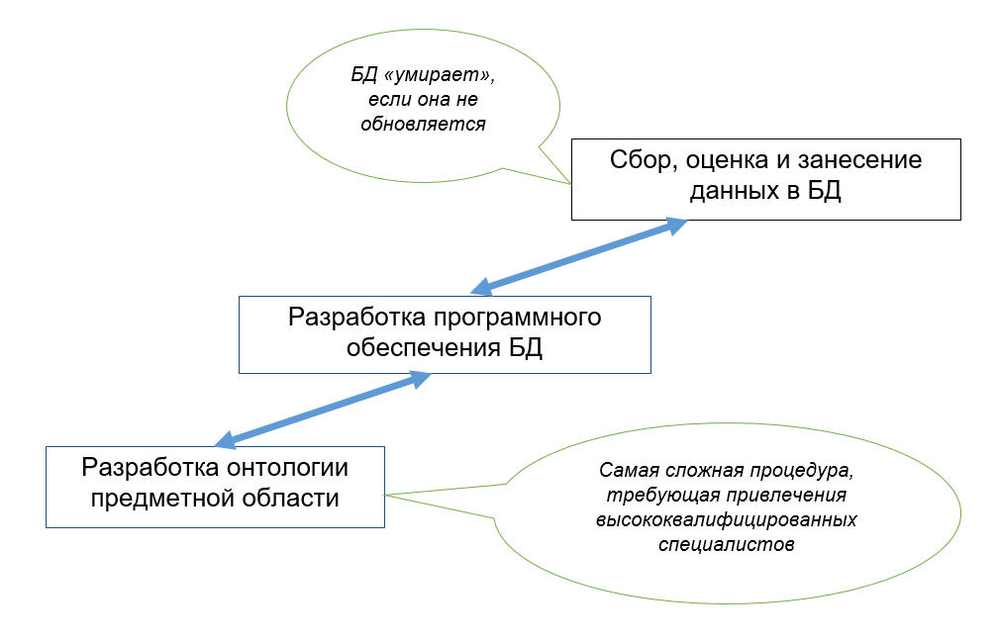 БД «умирает»,
если она не
обновляется
Сбор, оценка и занесение
данных в БД
Разработка программного
обеспечения БД
Разработка онтологии
предметной области
Самая сложная процедура,
требующая привлечения
высококвалифицированных
специалистов